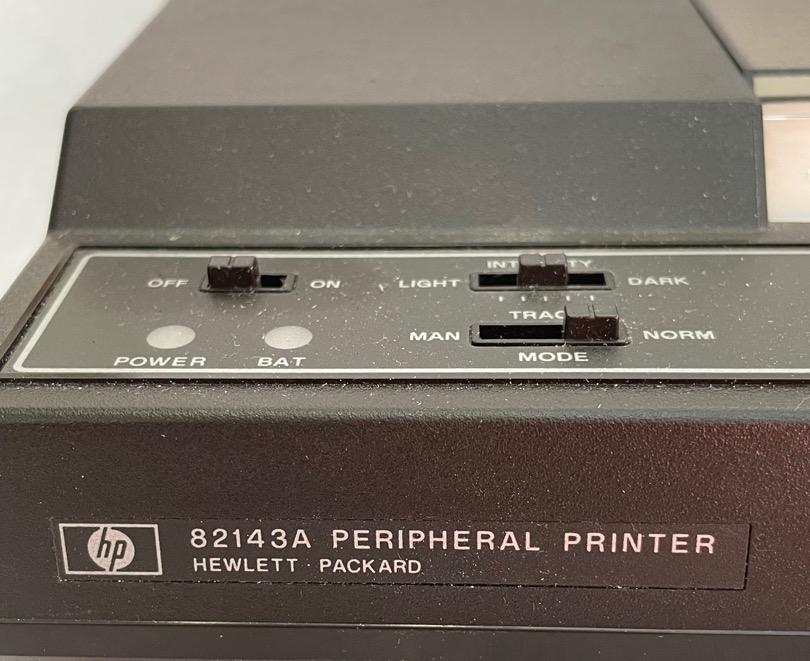 OFF ON LIGHT DARK
MAN NORM
POWER BAT MODE
hp
82143A PERIPHERAL PRINTER
HEWLETT · PACKARD